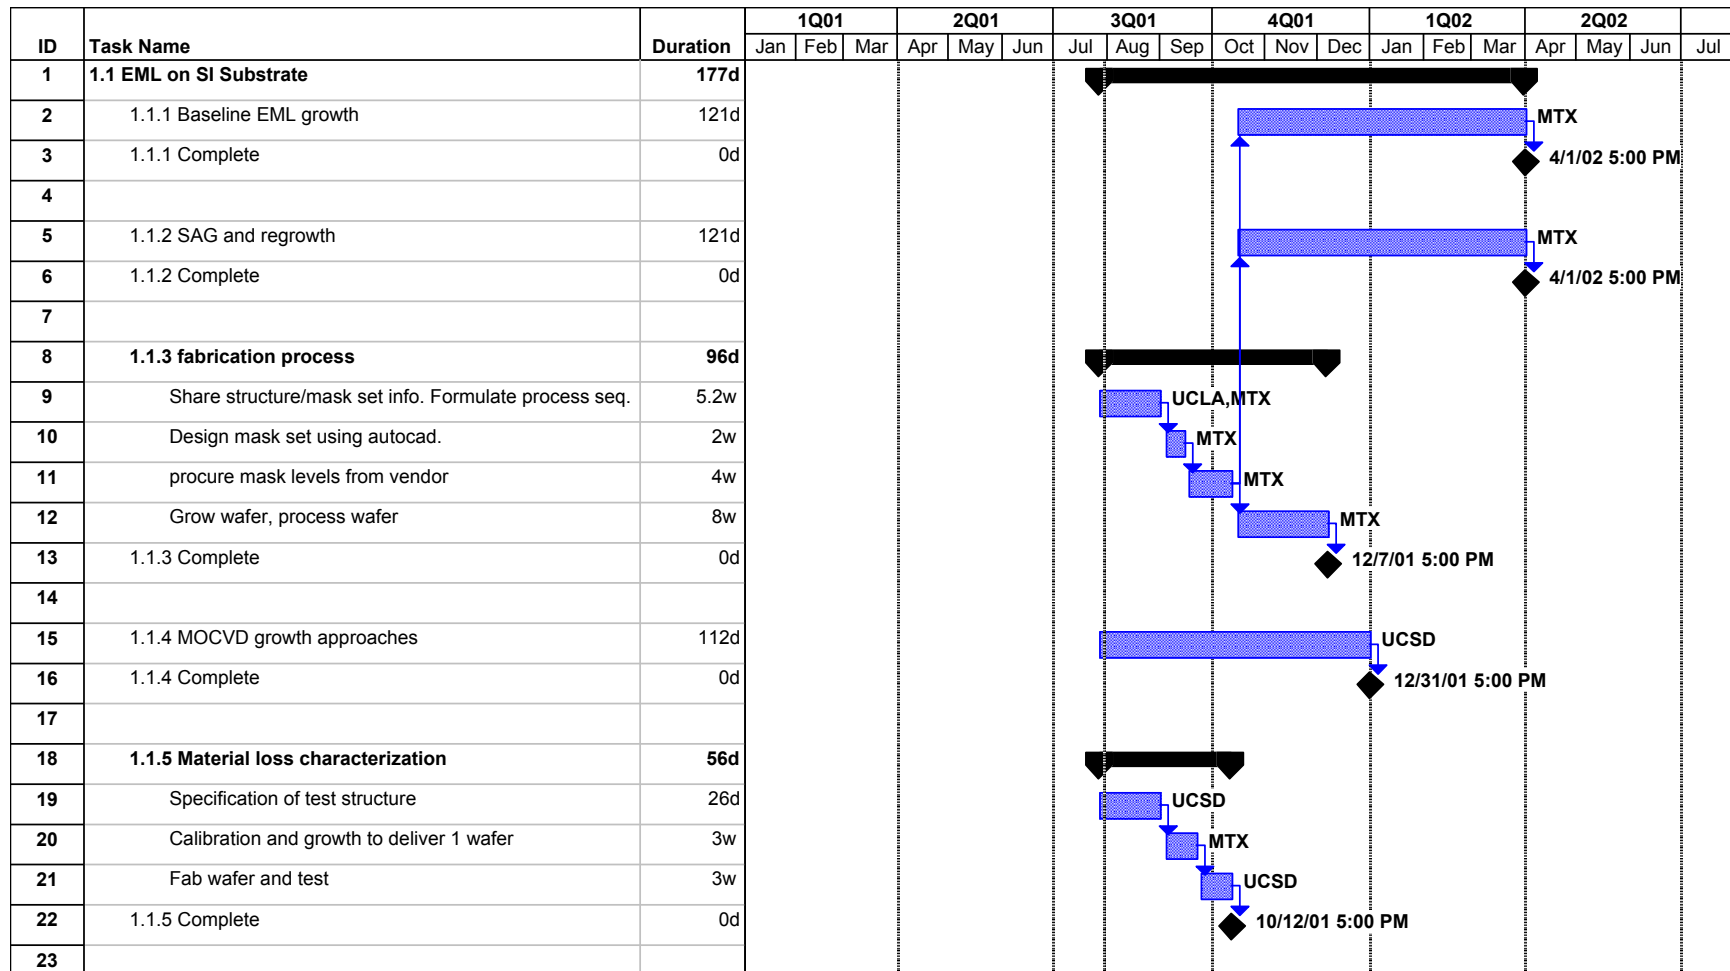 1Q01 2Q01 3Q01 4Q01 1Q02 2Q02
ID Task Name Duration Jan Feb Mar Apr May Jun Jul Aug Sep Oct Nov Dec Jan Feb Mar Apr May Jun Jul
1 1.1 EML on SI Substrate 177d
2 1.1.1 Baseline EML growth 121d MTX
3 1.1.1 Complete 0d 4/1/02 5:00 PM
4
5 1.1.2 SAG and regrowth 121d MTX
6 1.1.2 Complete 0d 4/1/02 5:00 PM
7
8 1.1.3 fabrication process 96d
9 Share structure/mask set info. Formulate process seq. 5.2w UCLA,MTX
10 Design mask set using autocad. 2w MTX
11 procure mask levels from vendor 4w MTX
12 Grow wafer, process wafer 8w MTX
13 1.1.3 Complete 0d 12/7/01 5:00 PM
14
15 1.1.4 MOCVD growth approaches 112d UCSD
16 1.1.4 Complete 0d 12/31/01 5:00 PM
17
18 1.1.5 Material loss characterization 56d
19 Specification of test structure 26d UCSD
20 Calibration and growth to deliver 1 wafer 3w MTX
21 Fab wafer and test 3w UCSD
22 1.1.5 Complete 0d 10/12/01 5:00 PM
23